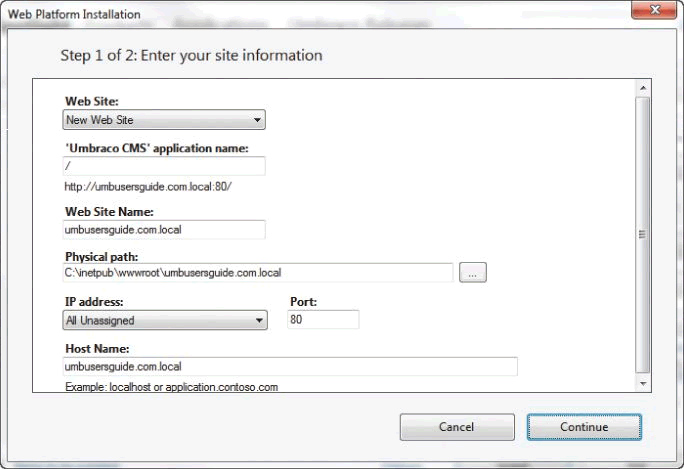 Web Platform Installation
Step 1 of 2: Enter your site information
Web Site:
New Web Site
'Umbraco CMS' application name:
/
http://umbusersguide.com.local:80/
Web Site Name:
umbusersguide.com.local
Physical path:
C:\inetpub\wwwroot\umbusersguide.com.local
...
IP address: Port:
All Unassigned 80
Host Name:
umbusersguide.com.local
Example: localhost or application.contoso.com
Cancel Continue